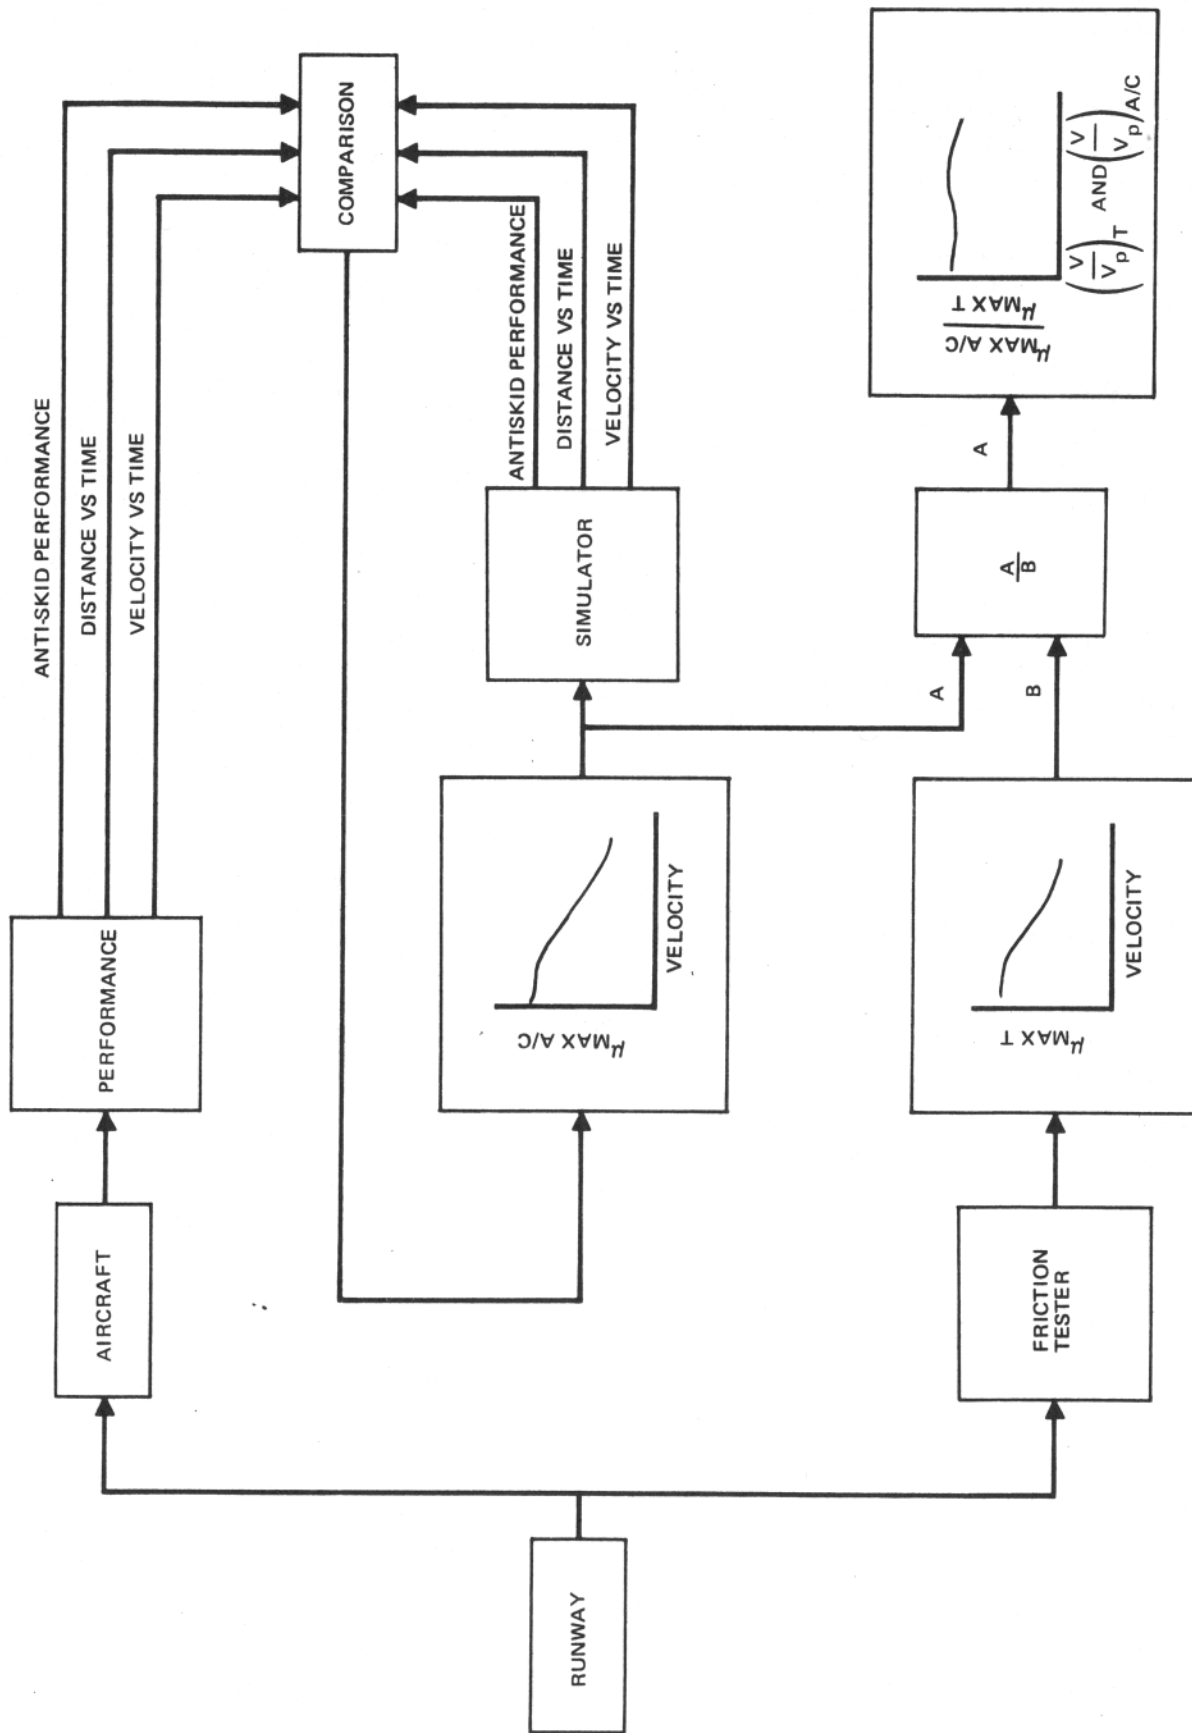 RUNWAY
AIRCRAFT
PERFORMANCE
ANTI-SKID PERFORMANCE
DISTANCE VS TIME
VELOCITY VS TIME
COMPARISON
μMAX A/C
VELOCITY
SIMULATOR
ANTISKID PERFORMANCE
DISTANCE VS TIME
VELOCITY VS TIME
FRICTION
TESTER
μMAX T
VELOCITY
A
B
A
B
A
μMAX A/C
μMAX T
(V/Vp)T AND (V/Vp)A/C